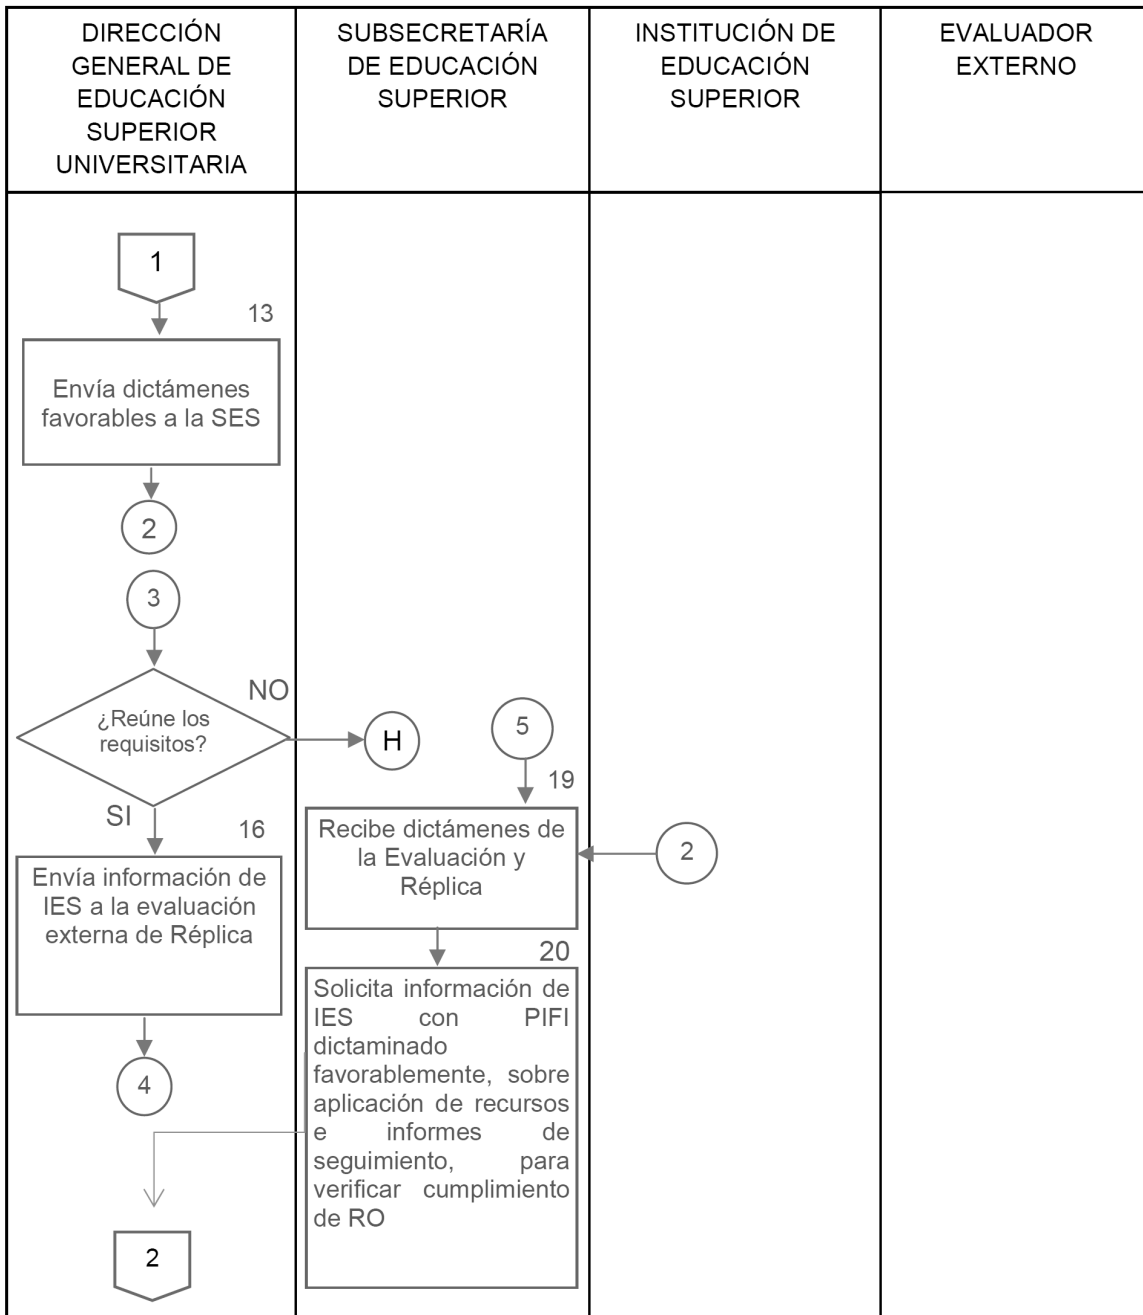 DIRECCIÓN
GENERAL DE
EDUCACIÓN
SUPERIOR
UNIVERSITARIA
SUBSECRETARÍA
DE EDUCACIÓN
SUPERIOR
INSTITUCIÓN DE
EDUCACIÓN
SUPERIOR
EVALUADOR
EXTERNO
1
13
Envía dictámenes
favorables a la SES
2
3
NO
¿Reúne los
requisitos?
SI
16
Envía información de
IES a la evaluación
externa de Réplica
4
2
H
5
19
Recibe dictámenes de
la Evaluación y
Réplica
20
Solicita información de
IES con PIFI
dictaminado
favorablemente, sobre
aplicación de recursos
e informes de
seguimiento, para
verificar cumplimiento
de RO
2